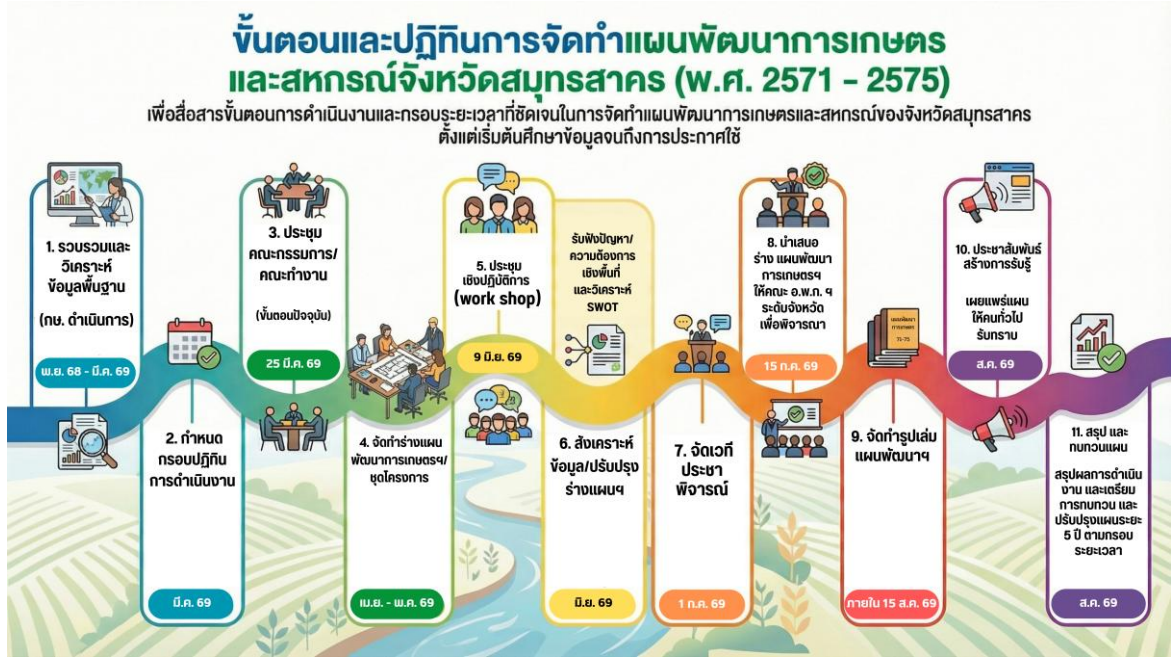 ขั้นตอนและปฏิทินการจัดทำแผนพัฒนาการเกษตร
และสหกรณ์จังหวัดสมุทรสาคร (พ.ศ. 2571 - 2575)
เพื่อสื่อสารขั้นตอนการดำเนินงานและกรอบระยะเวลาที่ชัดเจนในการจัดทำแผนพัฒนาการเกษตรและสหกรณ์ของจังหวัดสมุทรสาคร
ตั้งแต่เริ่มต้นศึกษาข้อมูลจนถึงการประกาศใช้
1. รวบรวมและ
วิเคราะห์
ข้อมูลพื้นฐาน
(กษ. ดำเนินการ)
พ.ย. 68 - มี.ค. 69
2. กำหนด
กรอบปฏิทิน
การดำเนินงาน
มี.ค. 69
3. ประชุม
คณะกรรมการ/
คณะทำงาน
(ขั้นตอนปัจจุบัน)
25 มี.ค. 69
4. จัดทำร่างแผน
พัฒนาการเกษตรฯ/
ชุดโครงการ
เม.ย. - พ.ค. 69
5. ประชุม
เชิงปฏิบัติการ
(work shop)
9 มิ.ย. 69
รับฟังปัญหา/
ความต้องการ
เชิงพื้นที่
และวิเคราะห์
SWOT
6. สังเคราะห์
ข้อมูล/ปรับปรุง
ร่างแผนฯ
มิ.ย. 69
7. จัดเวที
ประชา
พิจารณ์
1 ก.ค. 69
8. นำเสนอ
ร่าง แผนพัฒนา
การเกษตรฯ
ให้คณะ อ.พ.ก. ฯ
ระดับจังหวัด
เพื่อพิจารณา
15 ก.ค. 69
แผนพัฒนา
การเกษตร
71-75
9. จัดทำรูปเล่ม
แผนพัฒนาฯ
ภายใน 15 ส.ค. 69
10. ประชาสัมพันธ์
สร้างการรับรู้
เผยแพร่แผน
ให้คนทั่วไป
รับทราบ
ส.ค. 69
11. สรุป และ
ทบทวนแผน
สรุปผลการดำเนิน
งาน และเตรียม
การทบทวน และ
ปรับปรุงแผนระยะ
5 ปี ตามกรอบ
ระยะเวลา
ส.ค. 69